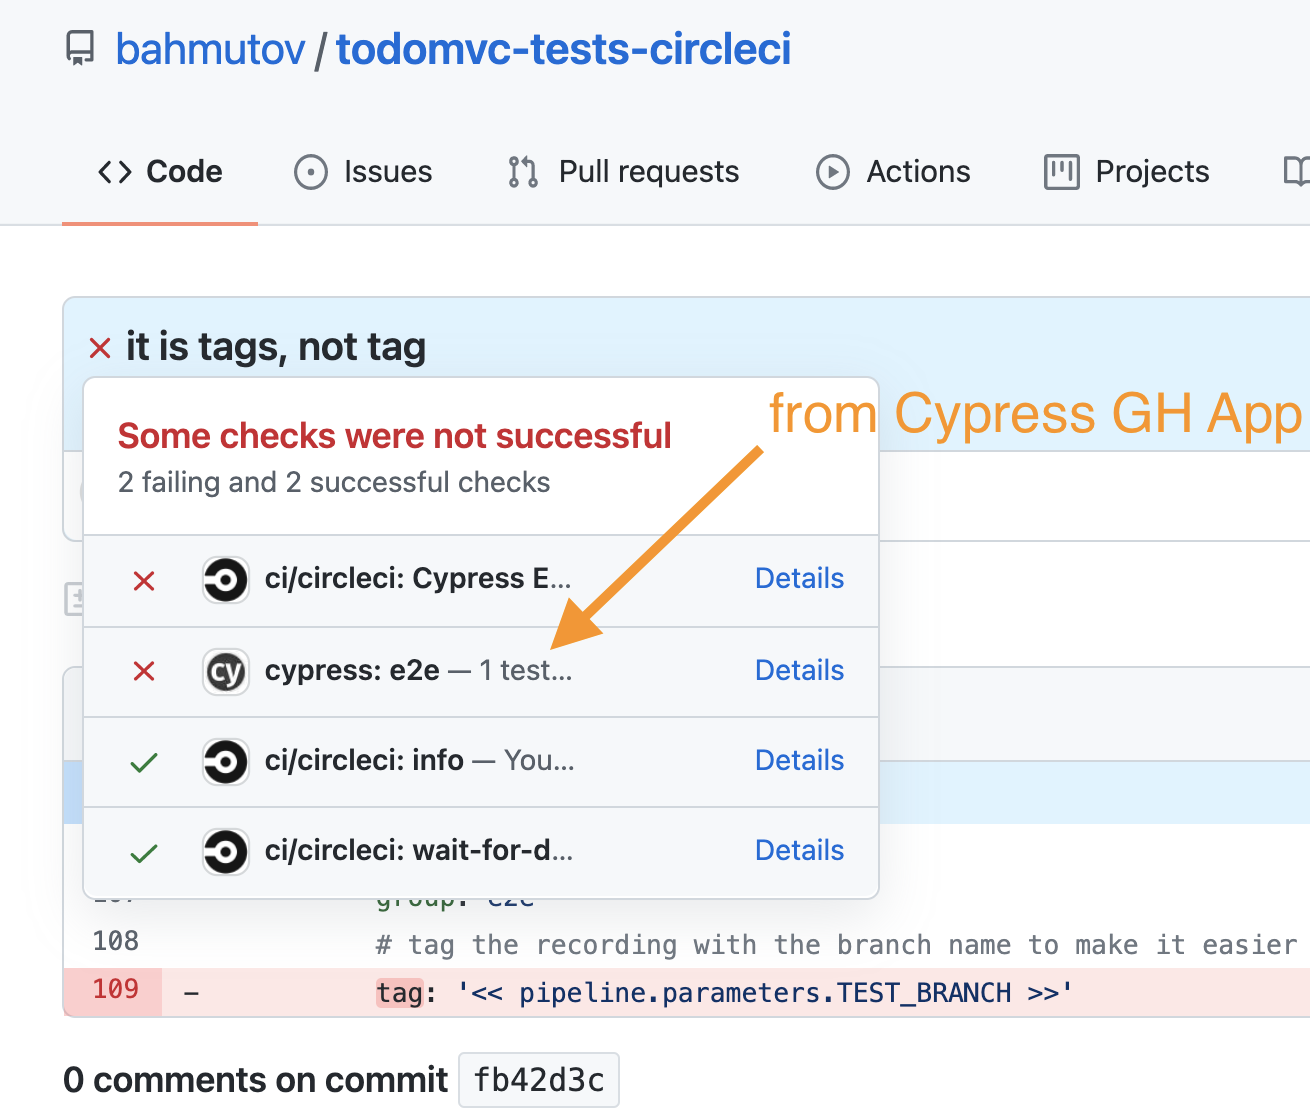 bahmutov / todomvc-tests-circleci
Code Issues Pull requests Actions Projects
it is tags, not tag
from Cypress GH App
Some checks were not successful
2 failing and 2 successful checks
ci/circleci: Cypress E... Details
cy cypress: e2e — 1 test... Details
ci/circleci: info — You... Details
ci/circleci: wait-for-d... Details
group: e2e
108 # tag the recording with the branch name to make it easier
109 - tag: '<< pipeline.parameters.TEST_BRANCH >>'
0 comments on commit fb42d3c